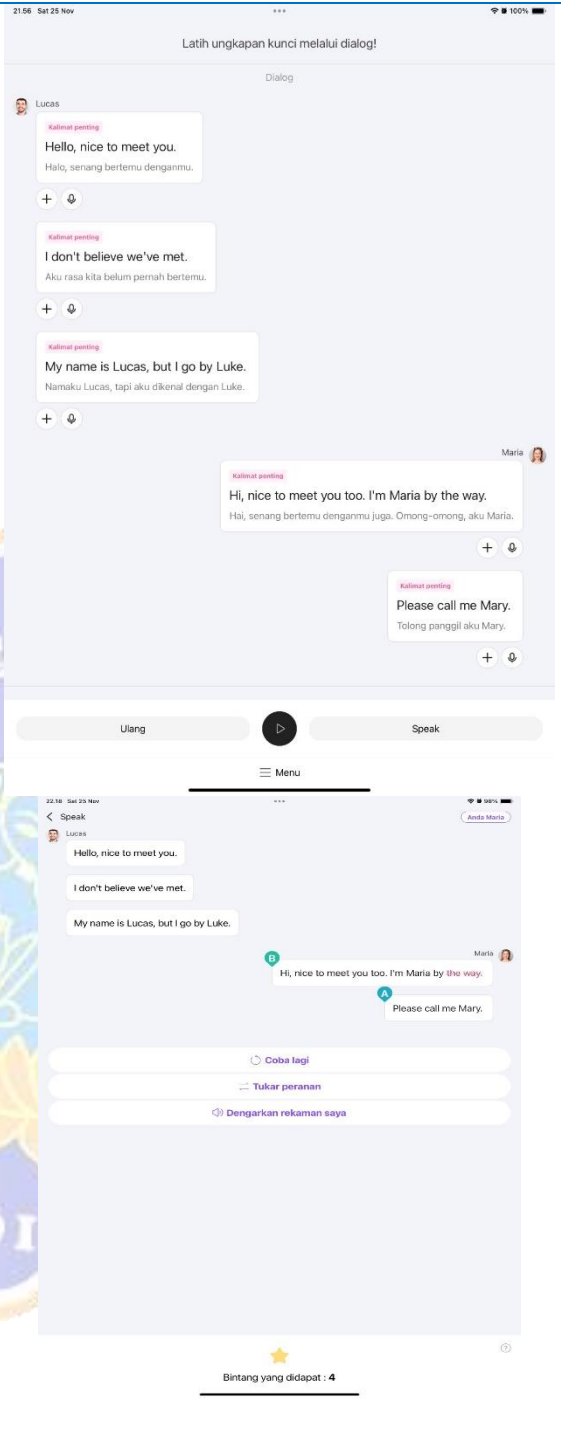 21.56 Sat 25 Nov
100%
Latih ungkapan kunci melalui dialog!
Dialog
Lucas
Kalimat penting
Hello, nice to meet you.
Halo, senang bertemu denganmu.
Kalimat penting
I don't believe we've met.
Aku rasa kita belum pernah bertemu.
Kalimat penting
My name is Lucas, but I go by Luke.
Namaku Lucas, tapi aku dikenal dengan Luke.
Maria
Kalimat penting
Hi, nice to meet you too. I'm Maria by the way.
Hai, senang bertemu denganmu juga. Omong-omong, aku Maria.
Kalimat penting
Please call me Mary.
Tolong panggil aku Mary.
Ulang
Speak
Menu
22.18 Sat 25 Nov
98%
Speak
Anda Maria
Lucas
Hello, nice to meet you.
I don't believe we've met.
My name is Lucas, but I go by Luke.
Maria
B
Hi, nice to meet you too. I'm Maria by the way.
A
Please call me Mary.
Coba lagi
Tukar peranan
Dengarkan rekaman saya
Bintang yang didapat : 4